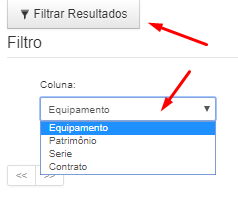 Filtrar Resultados
Filtro
Coluna:
Equipamento
Equipamento
Patrimônio
Serie
Contrato
<< >>